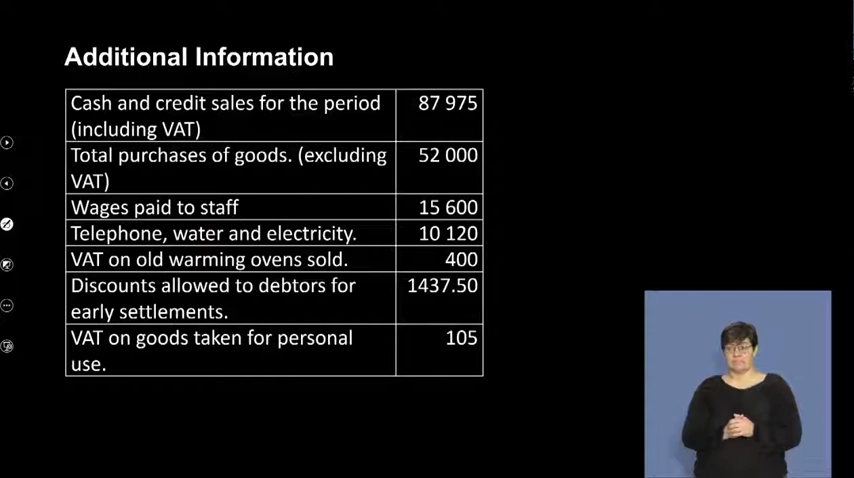 Additional Information
Cash and credit sales for the period 87 975
(including VAT)
Total purchases of goods. (excluding 52 000
VAT)
Wages paid to staff 15 600
Telephone, water and electricity. 10 120
VAT on old warming ovens sold. 400
Discounts allowed to debtors for 1437.50
early settlements.
VAT on goods taken for personal 105
use.